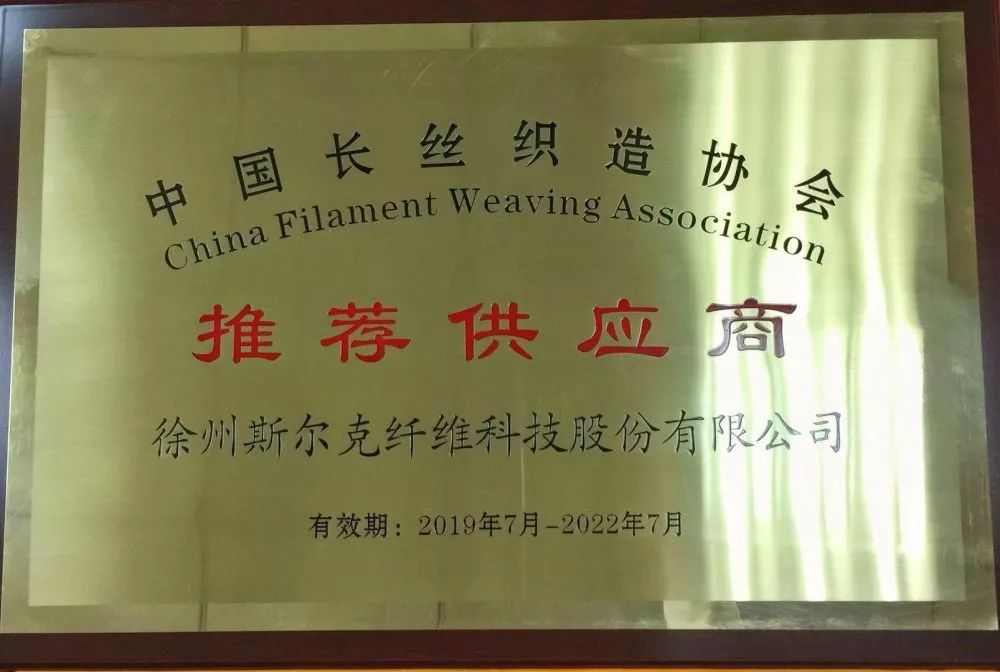 中国长丝织造协会
China Filament Weaving Association
推荐供应商
徐州斯尔克纤维科技股份有限公司
有效期：2019年7月-2022年7月